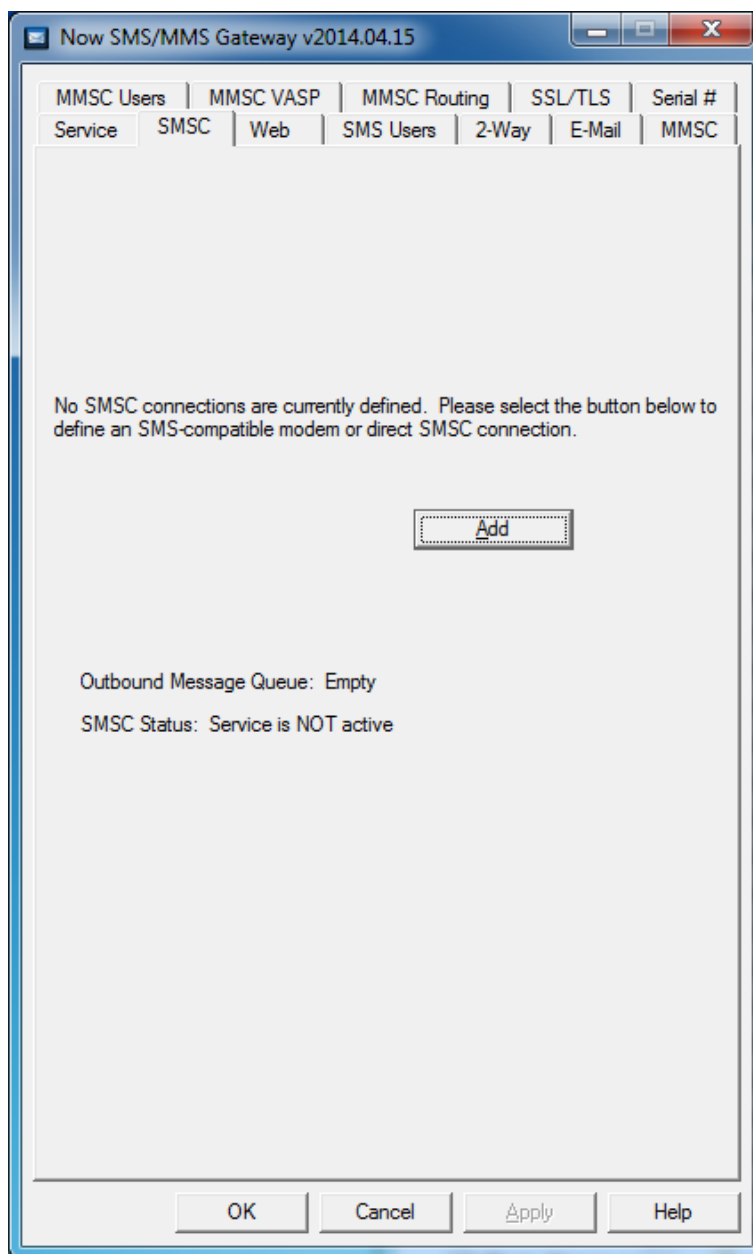 Now SMS/MMS Gateway v2014.04.15
MMSC Users MMSC VASP MMSC Routing SSL/TLS Serial #
Service SMSC Web SMS Users 2-Way E-Mail MMSC
No SMSC connections are currently defined. Please select the button below to
define an SMS-compatible modem or direct SMSC connection.
Add
Outbound Message Queue: Empty
SMSC Status: Service is NOT active
OK Cancel Apply Help